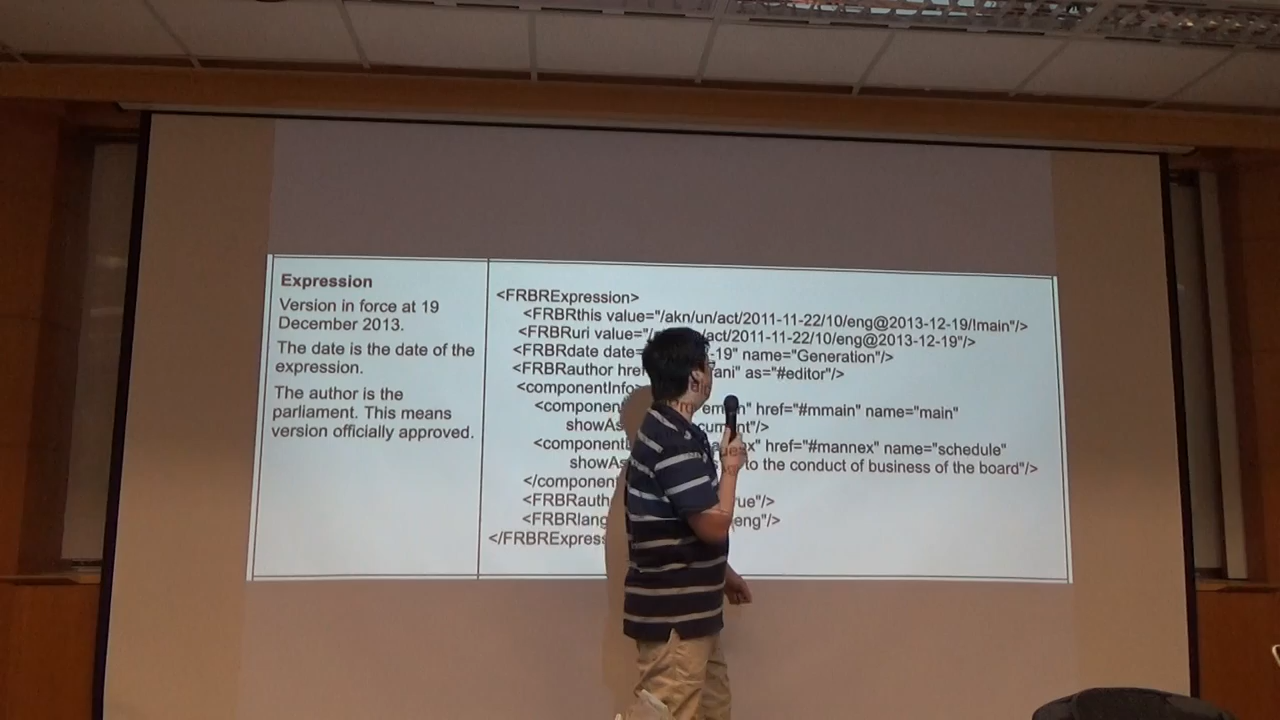 Expression
Version in force at 19
December 2013.
The date is the date of the
expression.
The author is the
parliament. This means
version officially approved.
<FRBRExpression>
<FRBRthis value="/akn/un/act/2011-11-22/10/eng@2013-12-19/!main"/>
<FRBRuri value="/ act/2011-11-22/10/eng@2013-12-19"/>
<FRBRdate date= -19" name="Generation"/>
<FRBRauthor href ani" as="#editor"/>
<componentInfo>
<component href="#mmain" name="main"
showAs cument"/>
<component href="#mannex" name="schedule"
showAs to the conduct of business of the board"/>
</component
<FRBRauth rue"/>
<FRBRlang eng"/>
</FRBRExpress